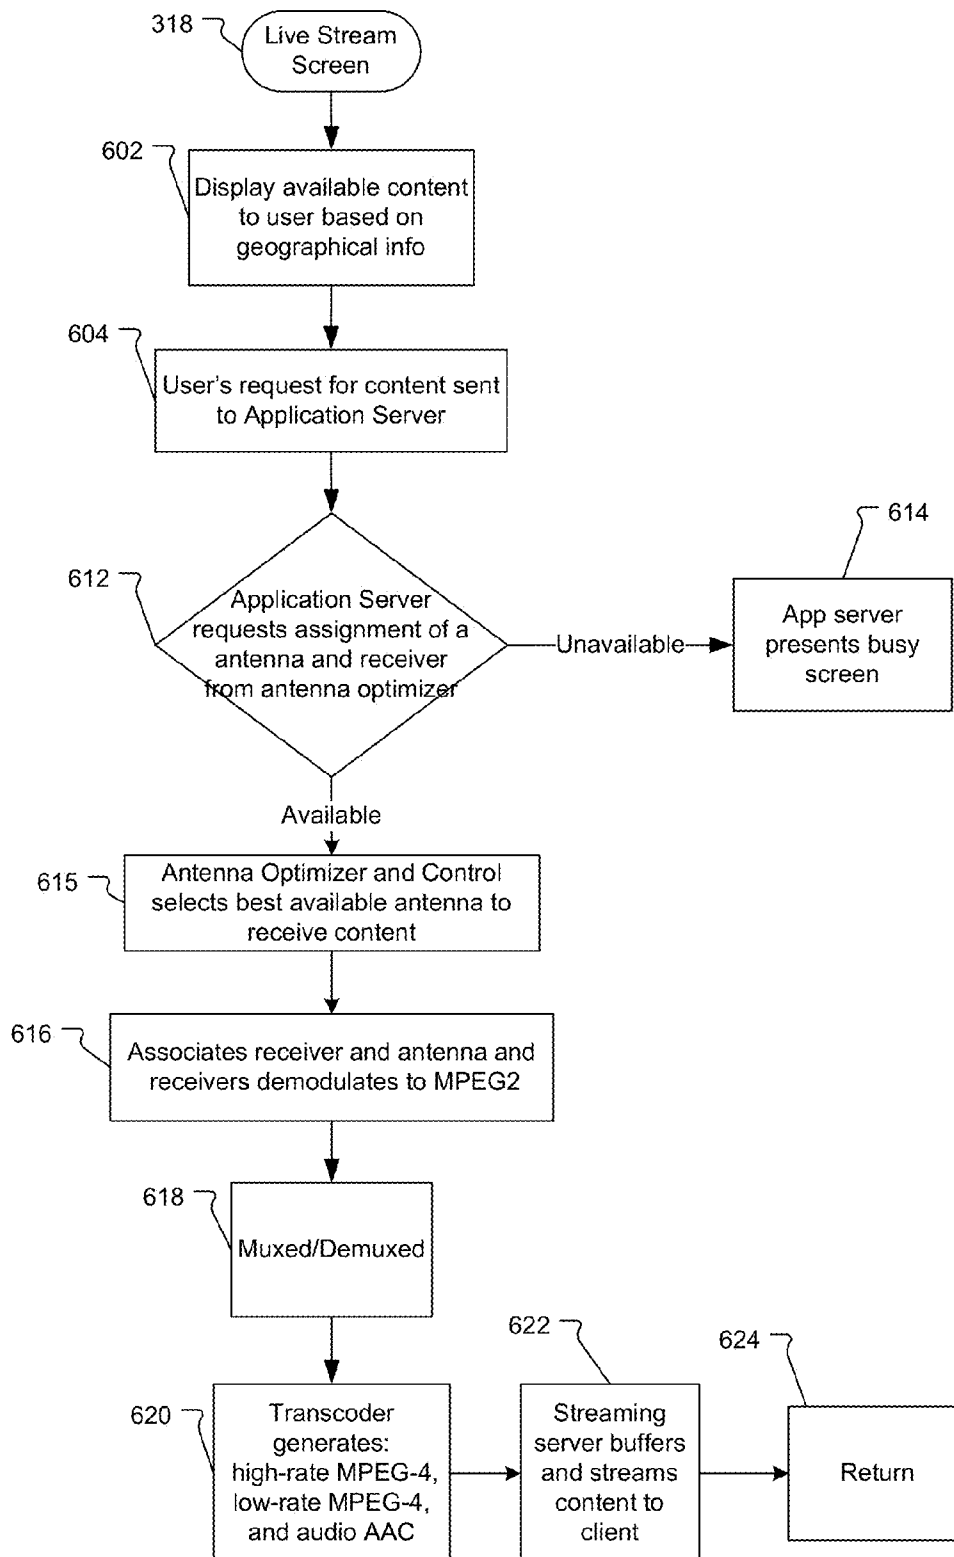 318
Live Stream
Screen
602
Display available content
to user based on
geographical info
604
User's request for content sent
to Application Server
612
Application Server
requests assignment of a
antenna and receiver
from antenna optimizer
Unavailable
614
App server
presents busy
screen
Available
615
Antenna Optimizer and Control
selects best available antenna to
receive content
616
Associates receiver and antenna and
receivers demodulates to MPEG2
618
Muxed/Demuxed
620
Transcoder
generates:
high-rate MPEG-4,
low-rate MPEG-4,
and audio AAC
622
Streaming
server buffers
and streams
content to
client
624
Return